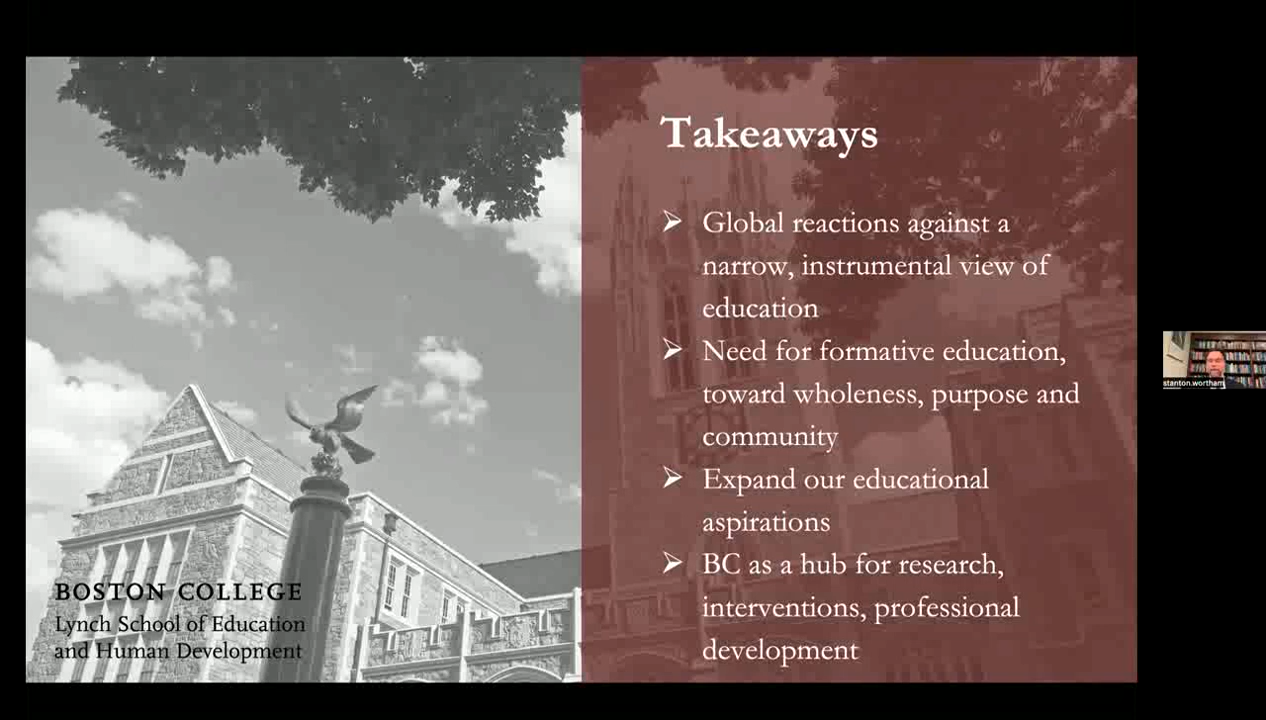 Takeaways
➢ Global reactions against a
narrow, instrumental view of
education
➢ Need for formative education,
toward wholeness, purpose and
community
➢ Expand our educational
aspirations
➢ BC as a hub for research,
interventions, professional
development
BOSTON COLLEGE
Lynch School of Education
and Human Development
stanton.wortham